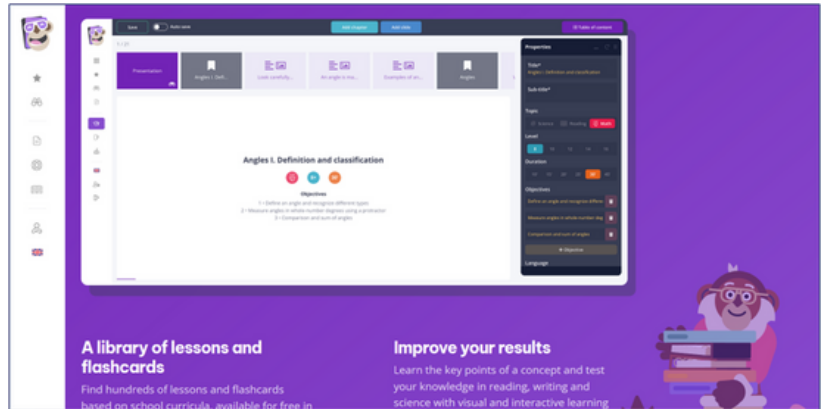 Save
Auto save
Add chapter
Add slide
Table of content
1 / 21
Presentation
Angles I. Defi...
Look carefully...
An angle is ma...
Examples of an...
Angles
Angles I. Definition and classification
Objectives
1 • Define an angle and recognize different types
2 • Measure angles in whole-number degrees using a protractor
3 • Comparison and sum of angles
Properties
Title*
Angles I. Definition and classification
Sub-title*
Topic
Science
Reading
Math
Level
Duration
Objectives
Define an angle and recognize differe
Measure angles in whole-number deg
Comparison and sum of angles
+ Objective
Language
A library of lessons and
flashcards
Find hundreds of lessons and flashcards
based on school curricula, available for free in
Improve your results
Learn the key points of a concept and test
your knowledge in reading, writing and
science with visual and interactive learning